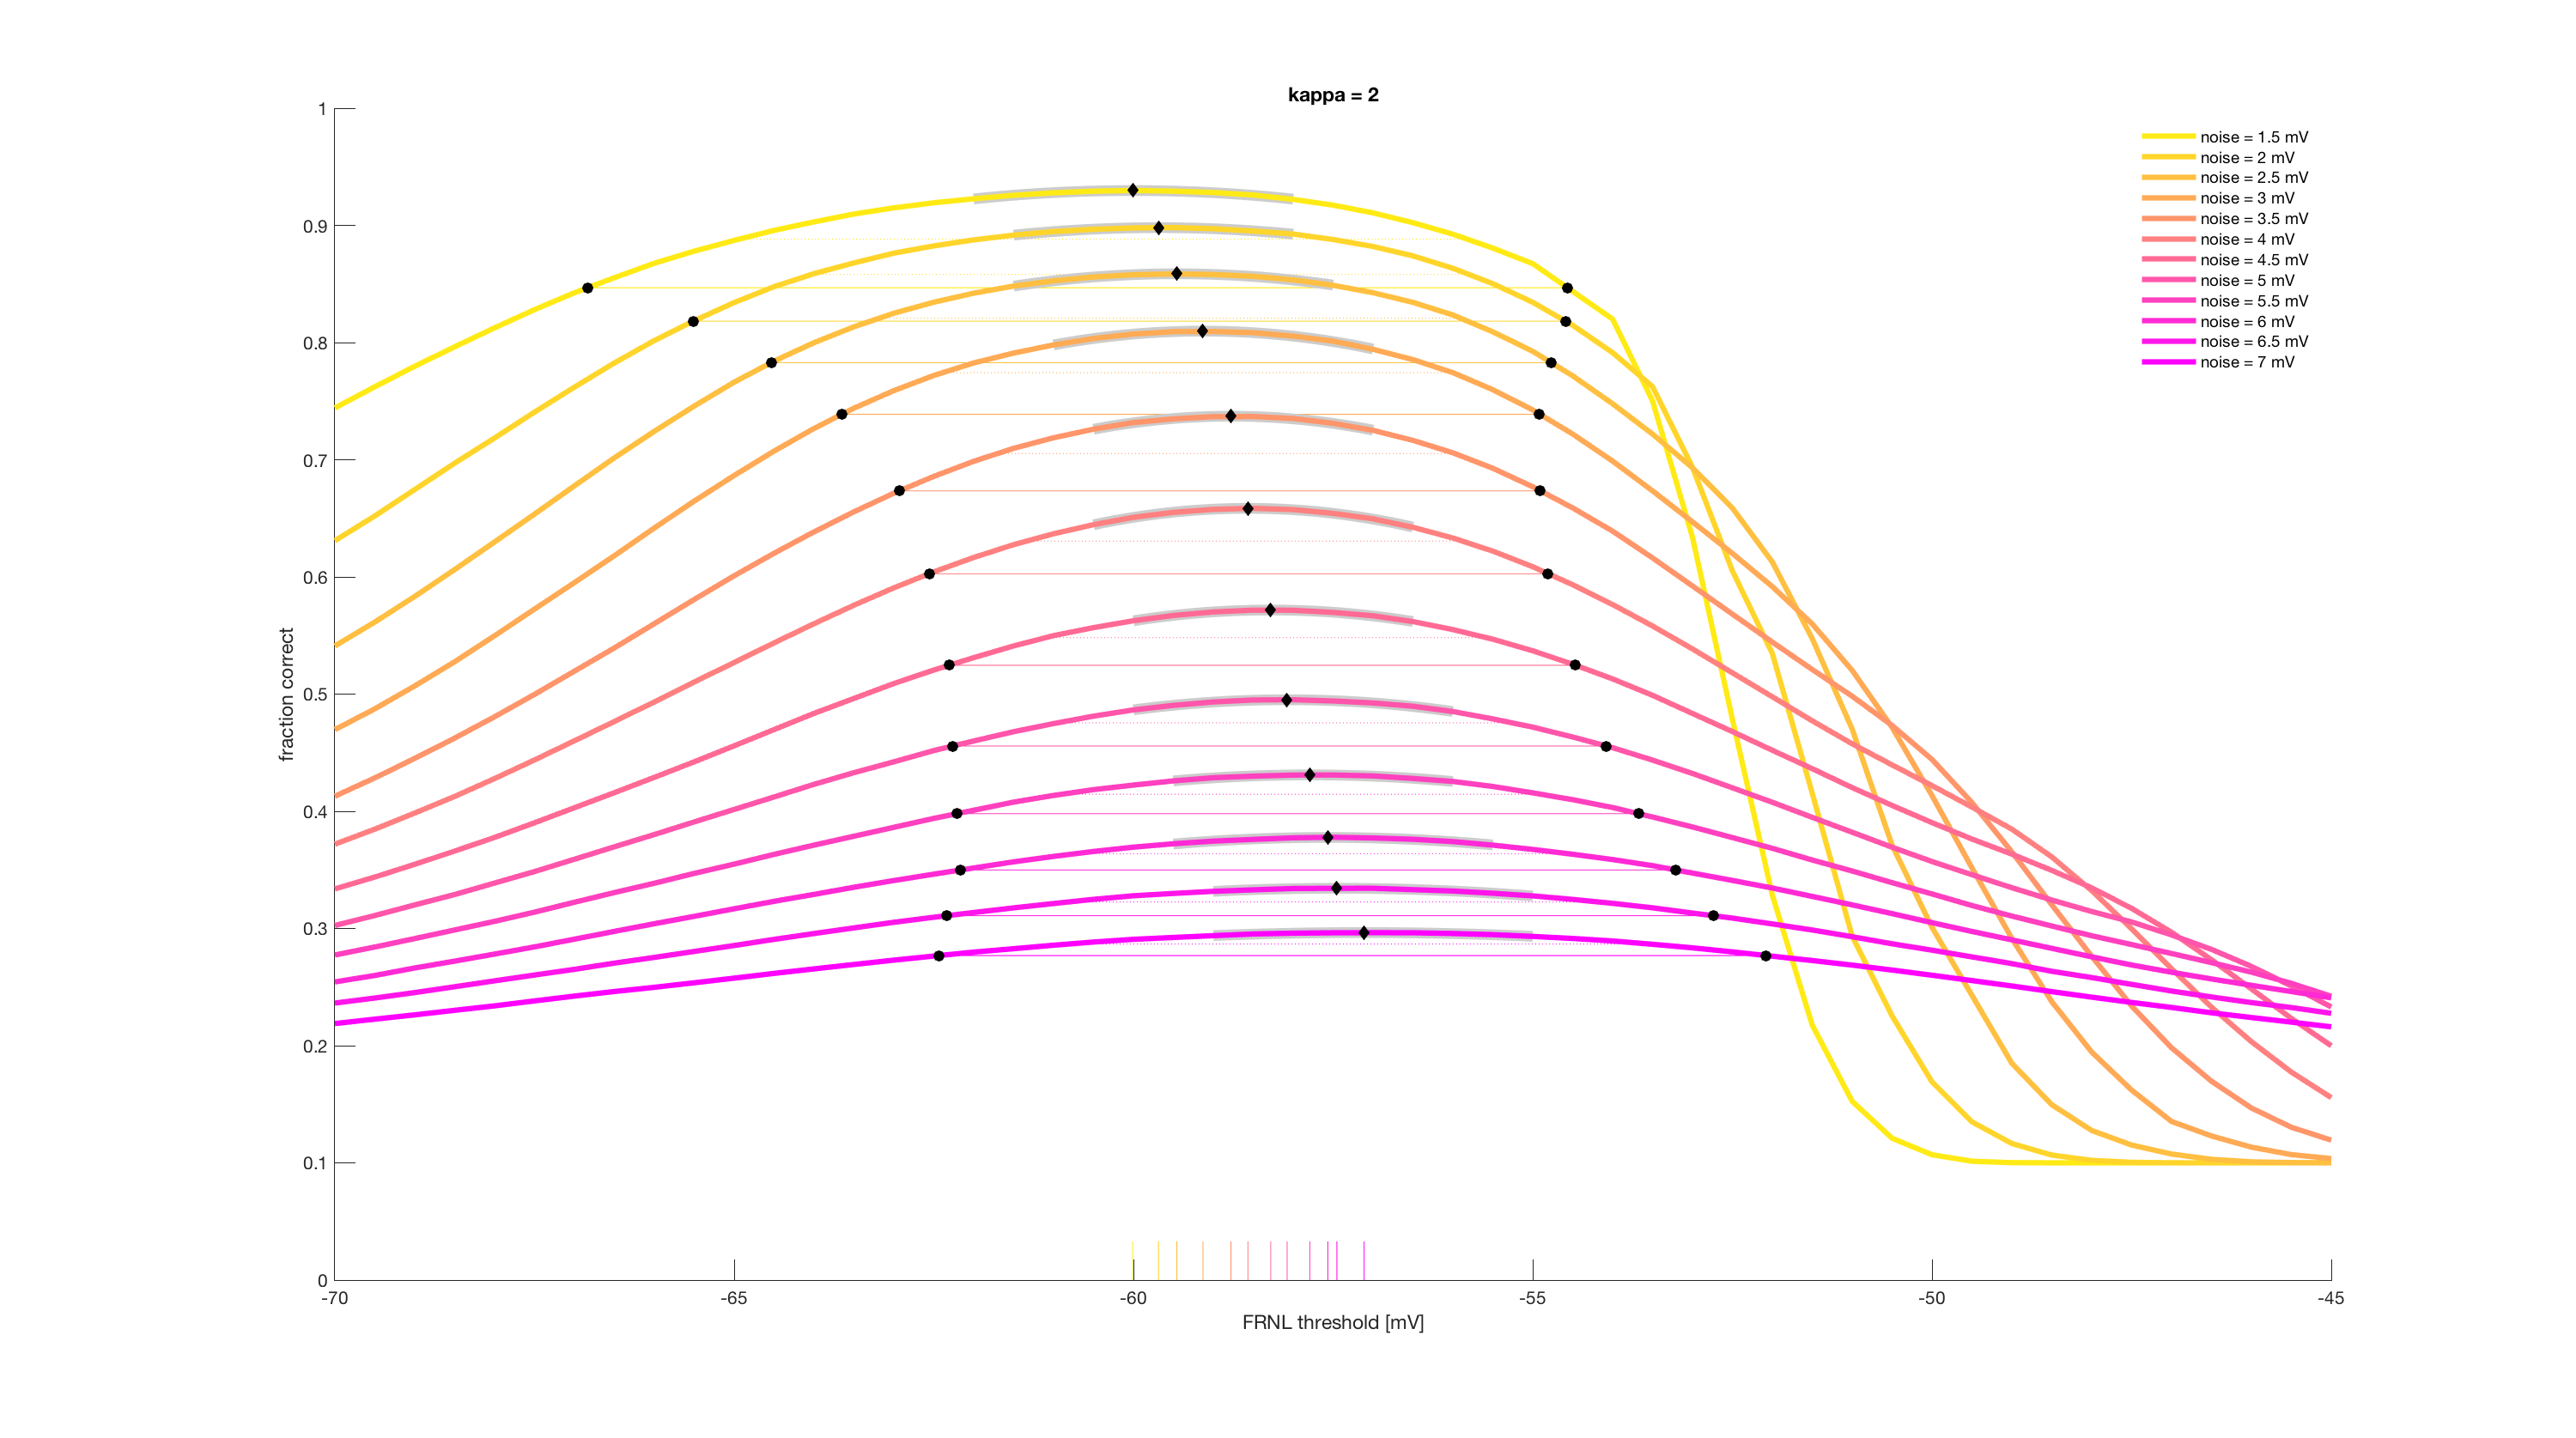 kappa = 2
1
0.9
0.8
0.7
0.6
0.5
0.4
0.3
0.2
0.1
0
fraction correct
-70
-65
-60
-55
-50
-45
FRNL threshold [mV]
noise = 1.5 mV
noise = 2 mV
noise = 2.5 mV
noise = 3 mV
noise = 3.5 mV
noise = 4 mV
noise = 4.5 mV
noise = 5 mV
noise = 5.5 mV
noise = 6 mV
noise = 6.5 mV
noise = 7 mV